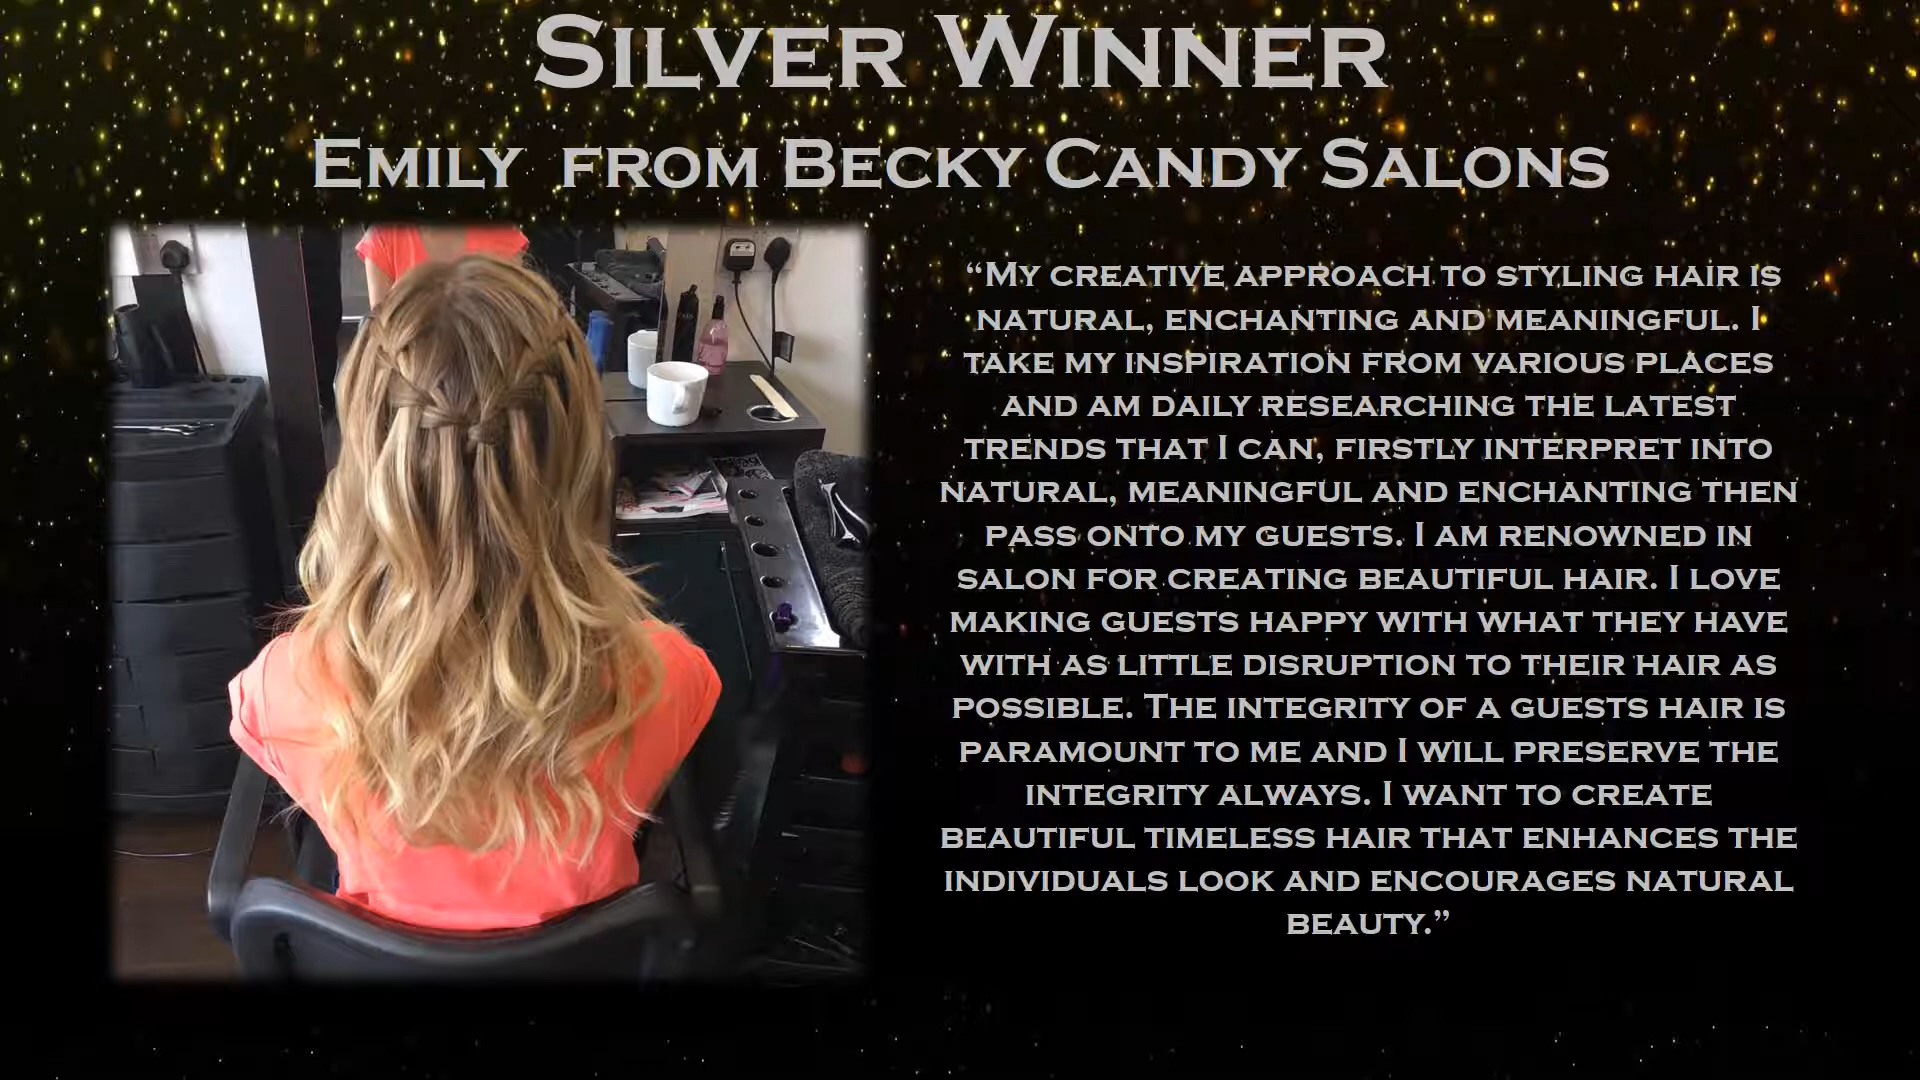 Silver Winner
Emily from Becky Candy Salons
“My creative approach to styling hair is
natural, enchanting and meaningful. I
take my inspiration from various places
and am daily researching the latest
trends that I can, firstly interpret into
natural, meaningful and enchanting then
pass onto my guests. I am renowned in
salon for creating beautiful hair. I love
making guests happy with what they have
with as little disruption to their hair as
possible. The integrity of a guests hair is
paramount to me and I will preserve the
integrity always. I want to create
beautiful timeless hair that enhances the
individuals look and encourages natural
beauty.”